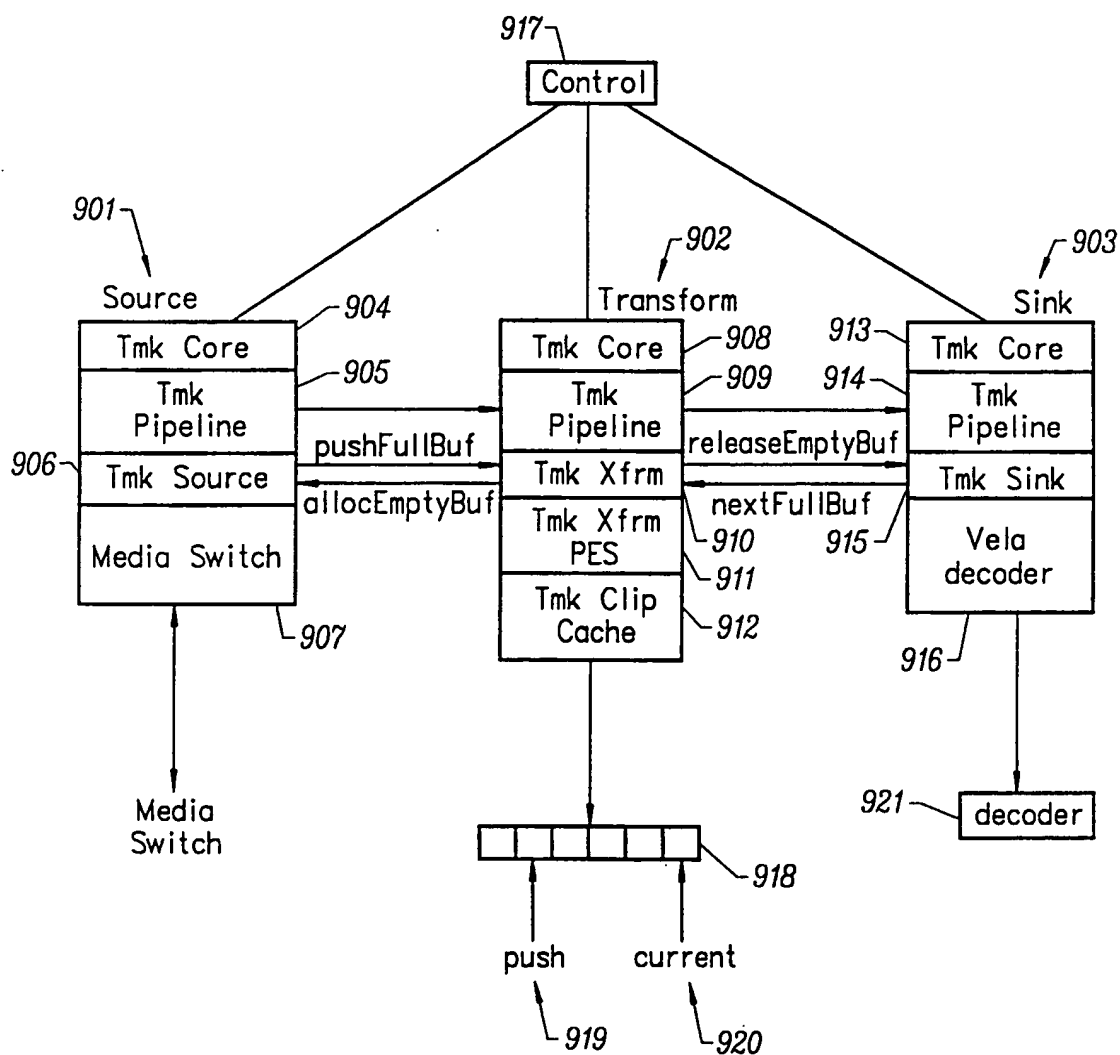 917
Control
901
902
903
Source
Transform
Sink
904
Tmk Core
905
Tmk
Pipeline
906
Tmk Source
Media Switch
907
pushFullBuf
allocEmptyBuf
Tmk Core
908
Tmk
Pipeline
909
Tmk Xfrm
910
Tmk Xfrm
PES
911
Tmk Clip
Cache
912
releaseEmptyBuf
nextFullBuf
913
Tmk Core
914
Tmk
Pipeline
Tmk Sink
915
Vela
decoder
916
Media
Switch
921
decoder
918
push
current
919
920